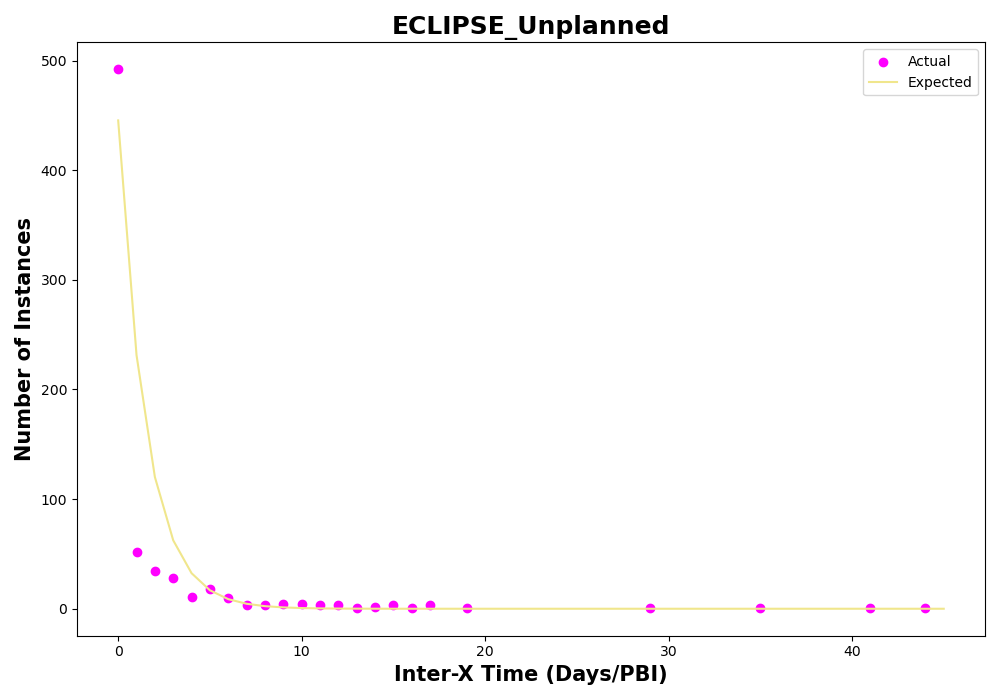 ECLIPSE_Unplanned
Actual
Expected
500
400
300
200
100
0
Number of Instances
0 10 20 30 40
Inter-X Time (Days/PBI)